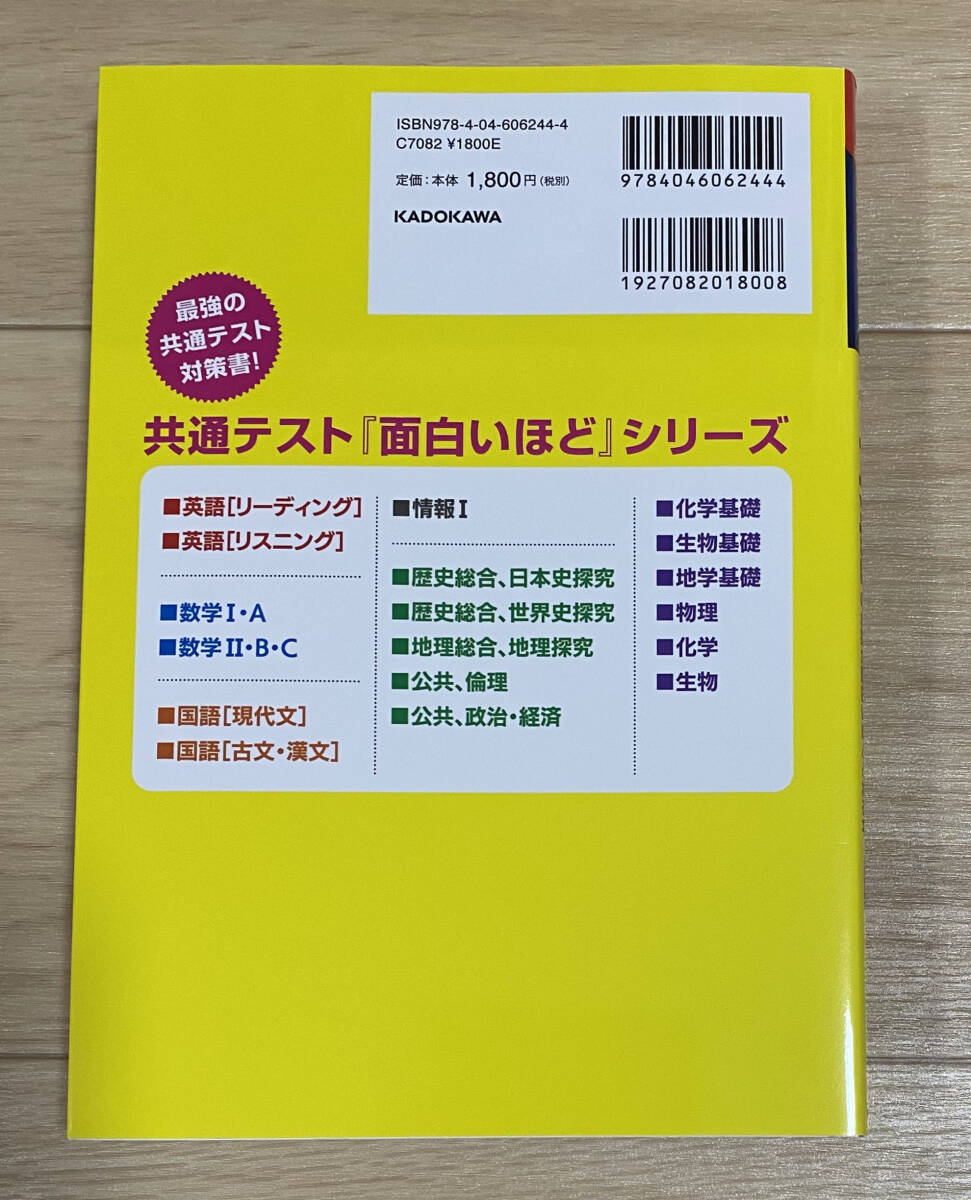 ISBN978-4-04-606244-4
C7082 ¥1800E
定価：本体 1,800円（税別）
KADOKAWA
9784046062444
1927082018008
最強の
共通テスト
対策書！
共通テスト『面白いほど』シリーズ
■英語［リーディング］
■英語［リスニング］
■数学Ⅰ・A
■数学Ⅱ・B・C
■国語［現代文］
■国語［古文・漢文］
■情報Ⅰ
■歴史総合、日本史探究
■歴史総合、世界史探究
■地理総合、地理探究
■公共、倫理
■公共、政治・経済
■化学基礎
■生物基礎
■地学基礎
■物理
■化学
■生物